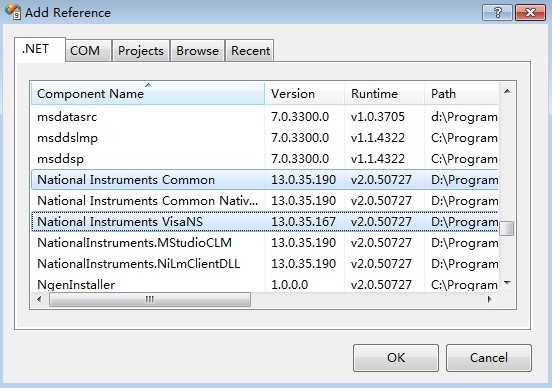 Add Reference
.NET COM Projects Browse Recent
Component Name Version Runtime Path
msdatasrc 7.0.3300.0 v1.0.3705 d:\Program
msddslmp 7.0.3300.0 v1.1.4322 C:\Program
msddsp 7.0.3300.0 v1.1.4322 C:\Program
National Instruments Common 13.0.35.190 v2.0.50727 D:\Program
National Instruments Common Nativ... 13.0.35.190 v2.0.50727 D:\Program
National Instruments VisaNS 13.0.35.167 v2.0.50727 D:\Program
NationalInstruments.MStudioCLM 13.0.35.190 v2.0.50727 D:\Program
NationalInstruments.NiLmClientDLL 13.0.35.190 v2.0.50727 D:\Program
NgenInstaller 1.0.0.0 v2.0.50727 C:\Program
OK Cancel